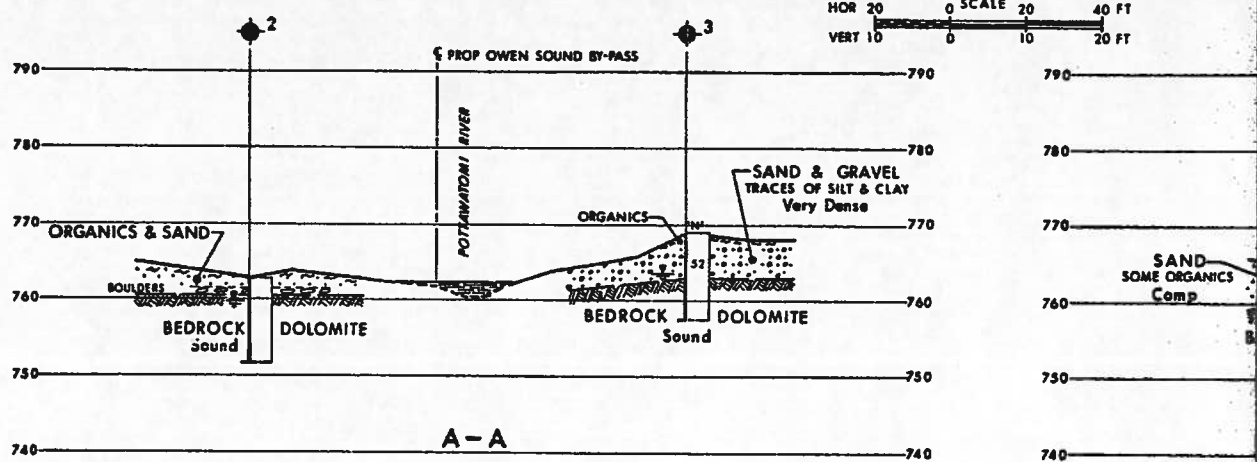 HOR 20 0 SCALE 20 40 FT
VERT 10 0 10 20 FT
2
3
℄ PROP OWEN SOUND BY-PASS
790
790
790
780
780
780
770
770
770
760
760
760
750
750
750
740
740
740
POTTAWATOMI RIVER
SAND & GRAVEL
TRACES OF SILT & CLAY
Very Dense
ORGANICS
"N"
52
ORGANICS & SAND
BOULDERS
BEDROCK DOLOMITE
Sound
BEDROCK DOLOMITE
Sound
SAND
SOME ORGANICS
Comp
A-A